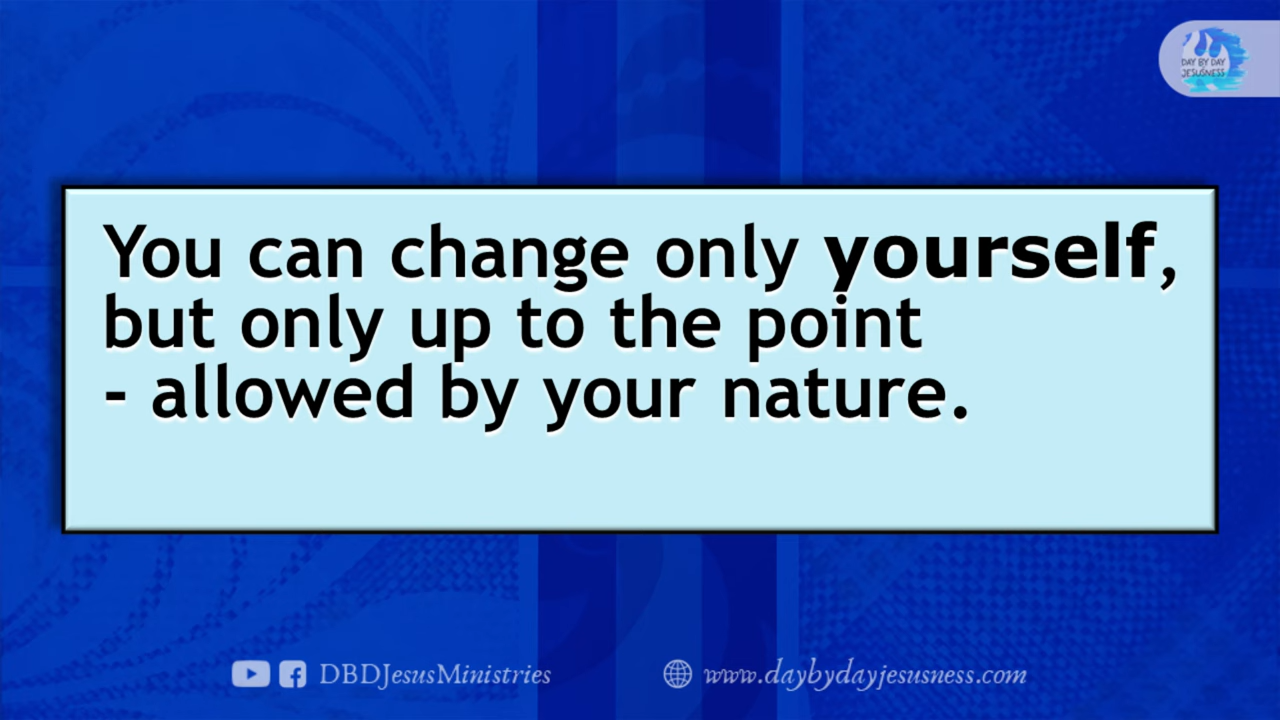 DAY BY DAY
JESUSNESS
You can change only yourself,
but only up to the point
- allowed by your nature.
DBDJesusMinistries
www.daybydayjesusness.com